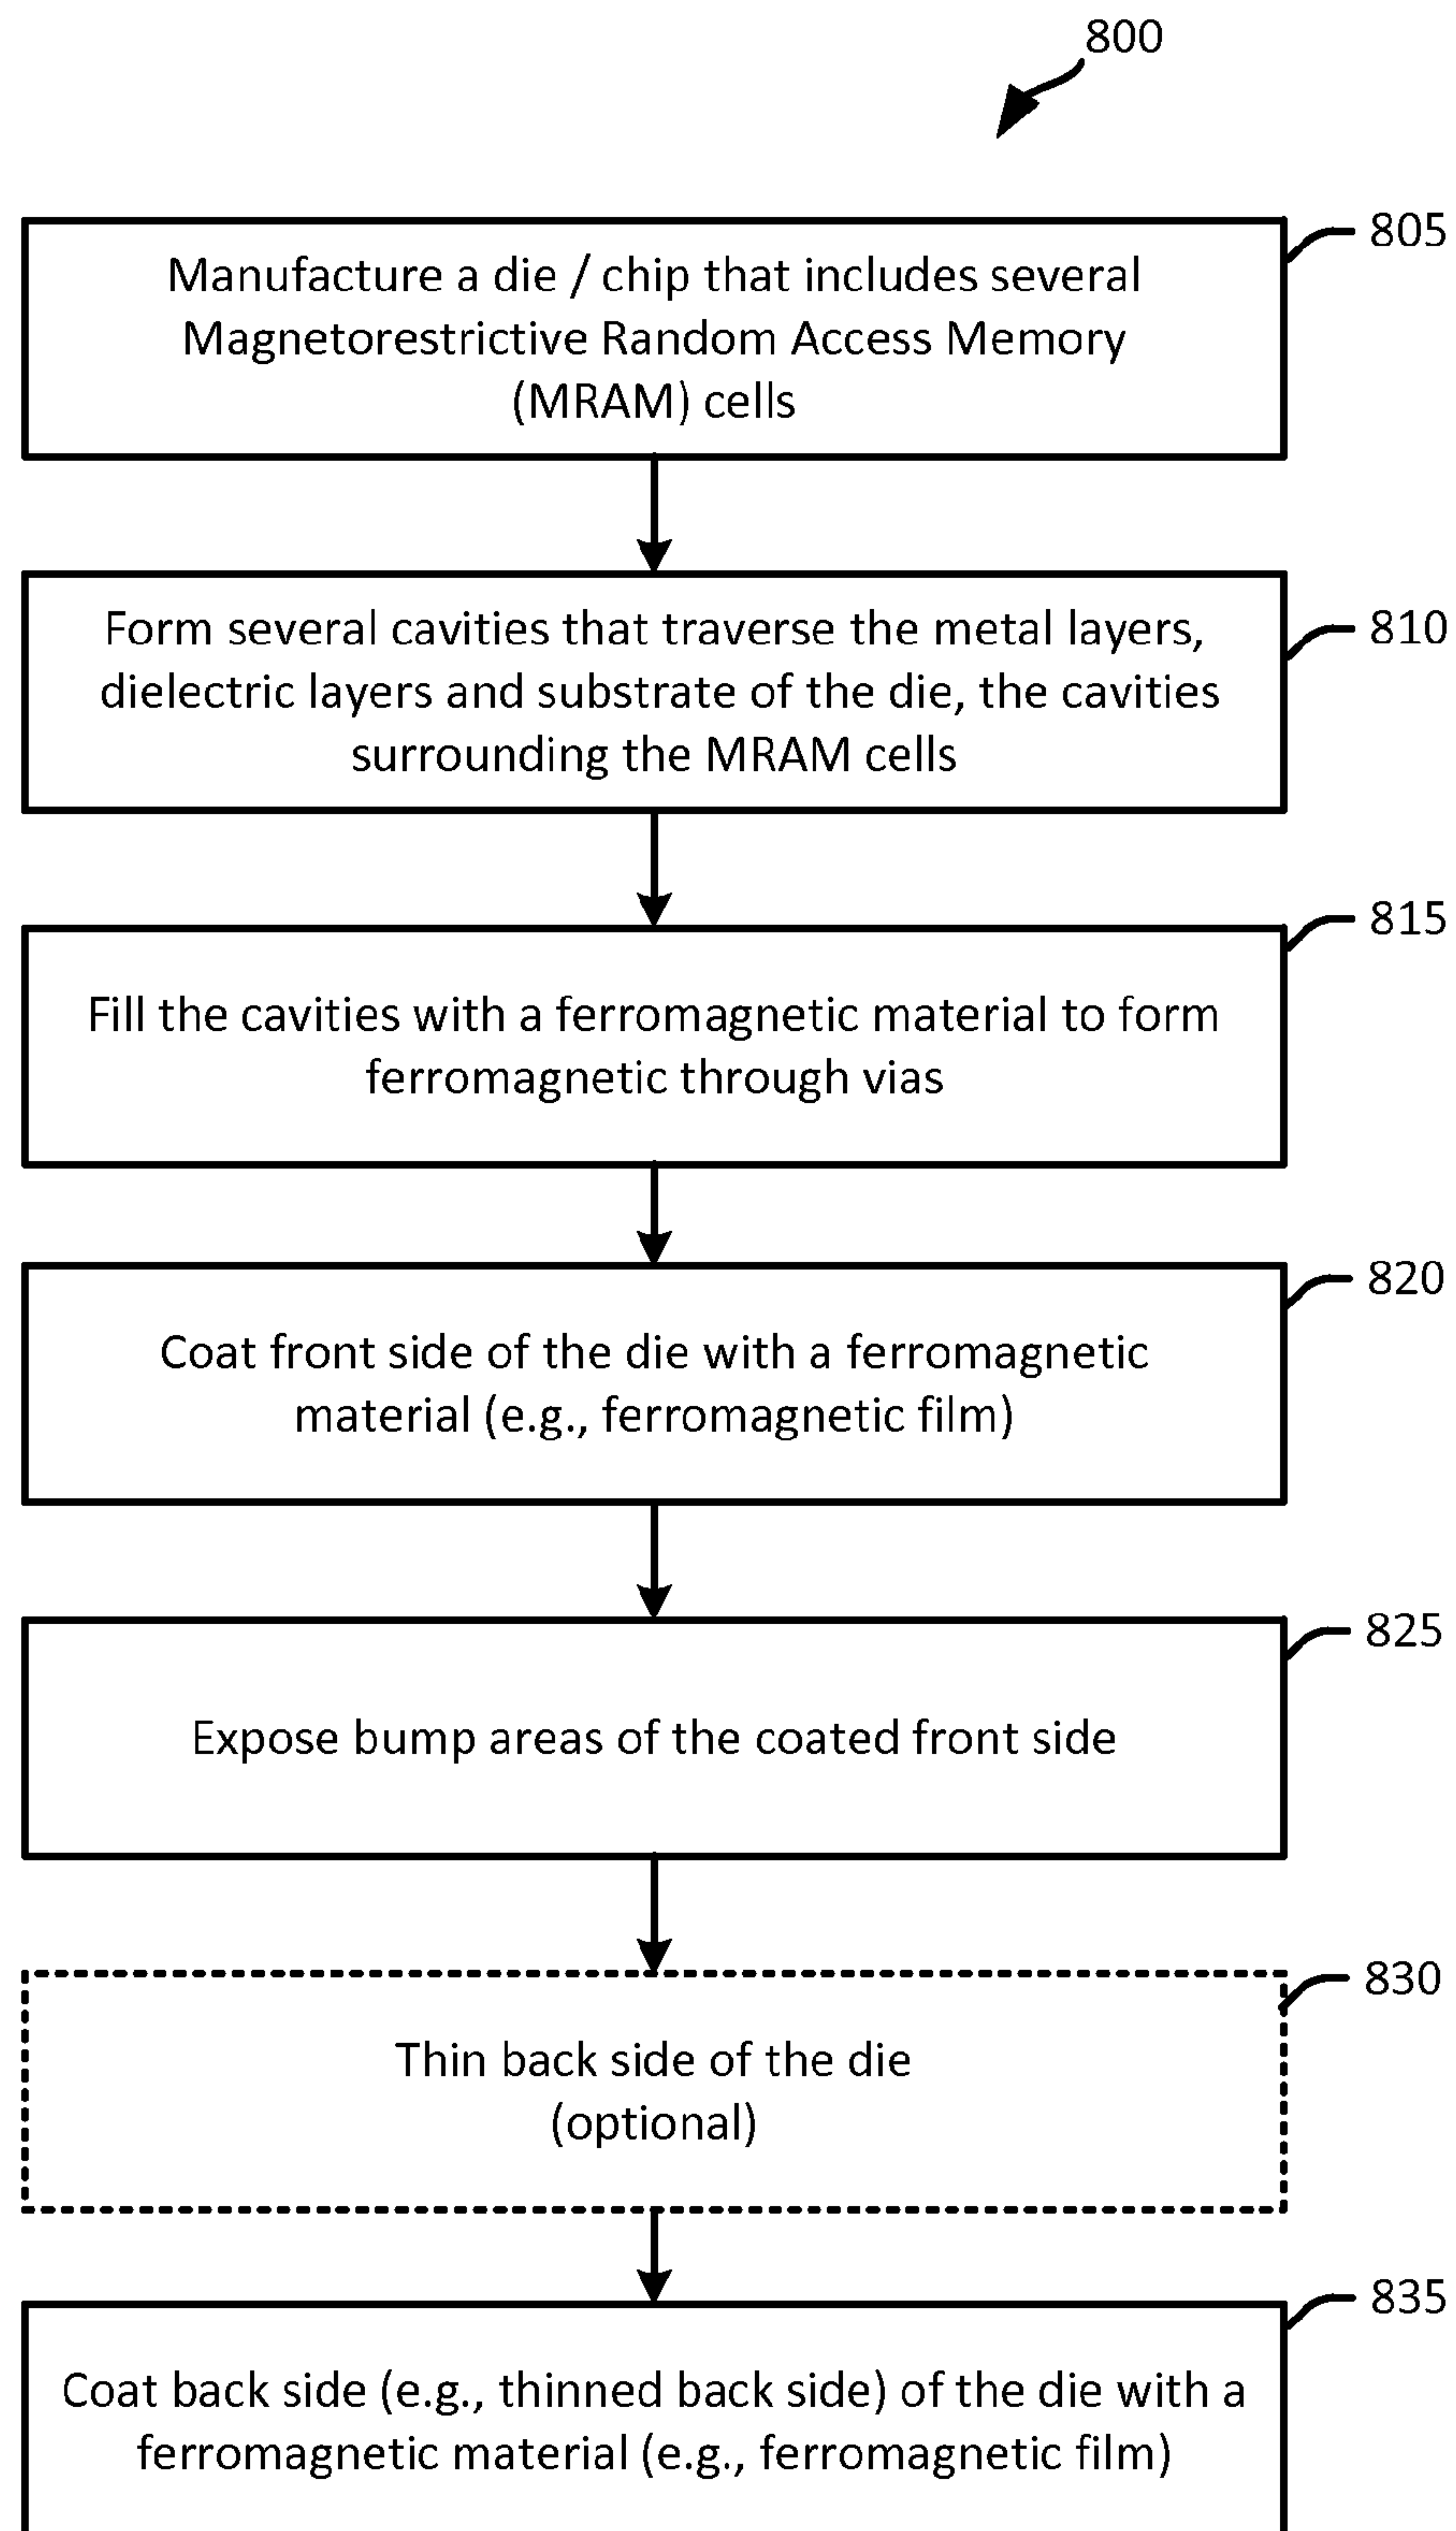 800
805
Manufacture a die / chip that includes several
Magnetorestrictive Random Access Memory
(MRAM) cells
810
Form several cavities that traverse the metal layers,
dielectric layers and substrate of the die, the cavities
surrounding the MRAM cells
815
Fill the cavities with a ferromagnetic material to form
ferromagnetic through vias
820
Coat front side of the die with a ferromagnetic
material (e.g., ferromagnetic film)
825
Expose bump areas of the coated front side
830
Thin back side of the die
(optional)
835
Coat back side (e.g., thinned back side) of the die with a
ferromagnetic material (e.g., ferromagnetic film)